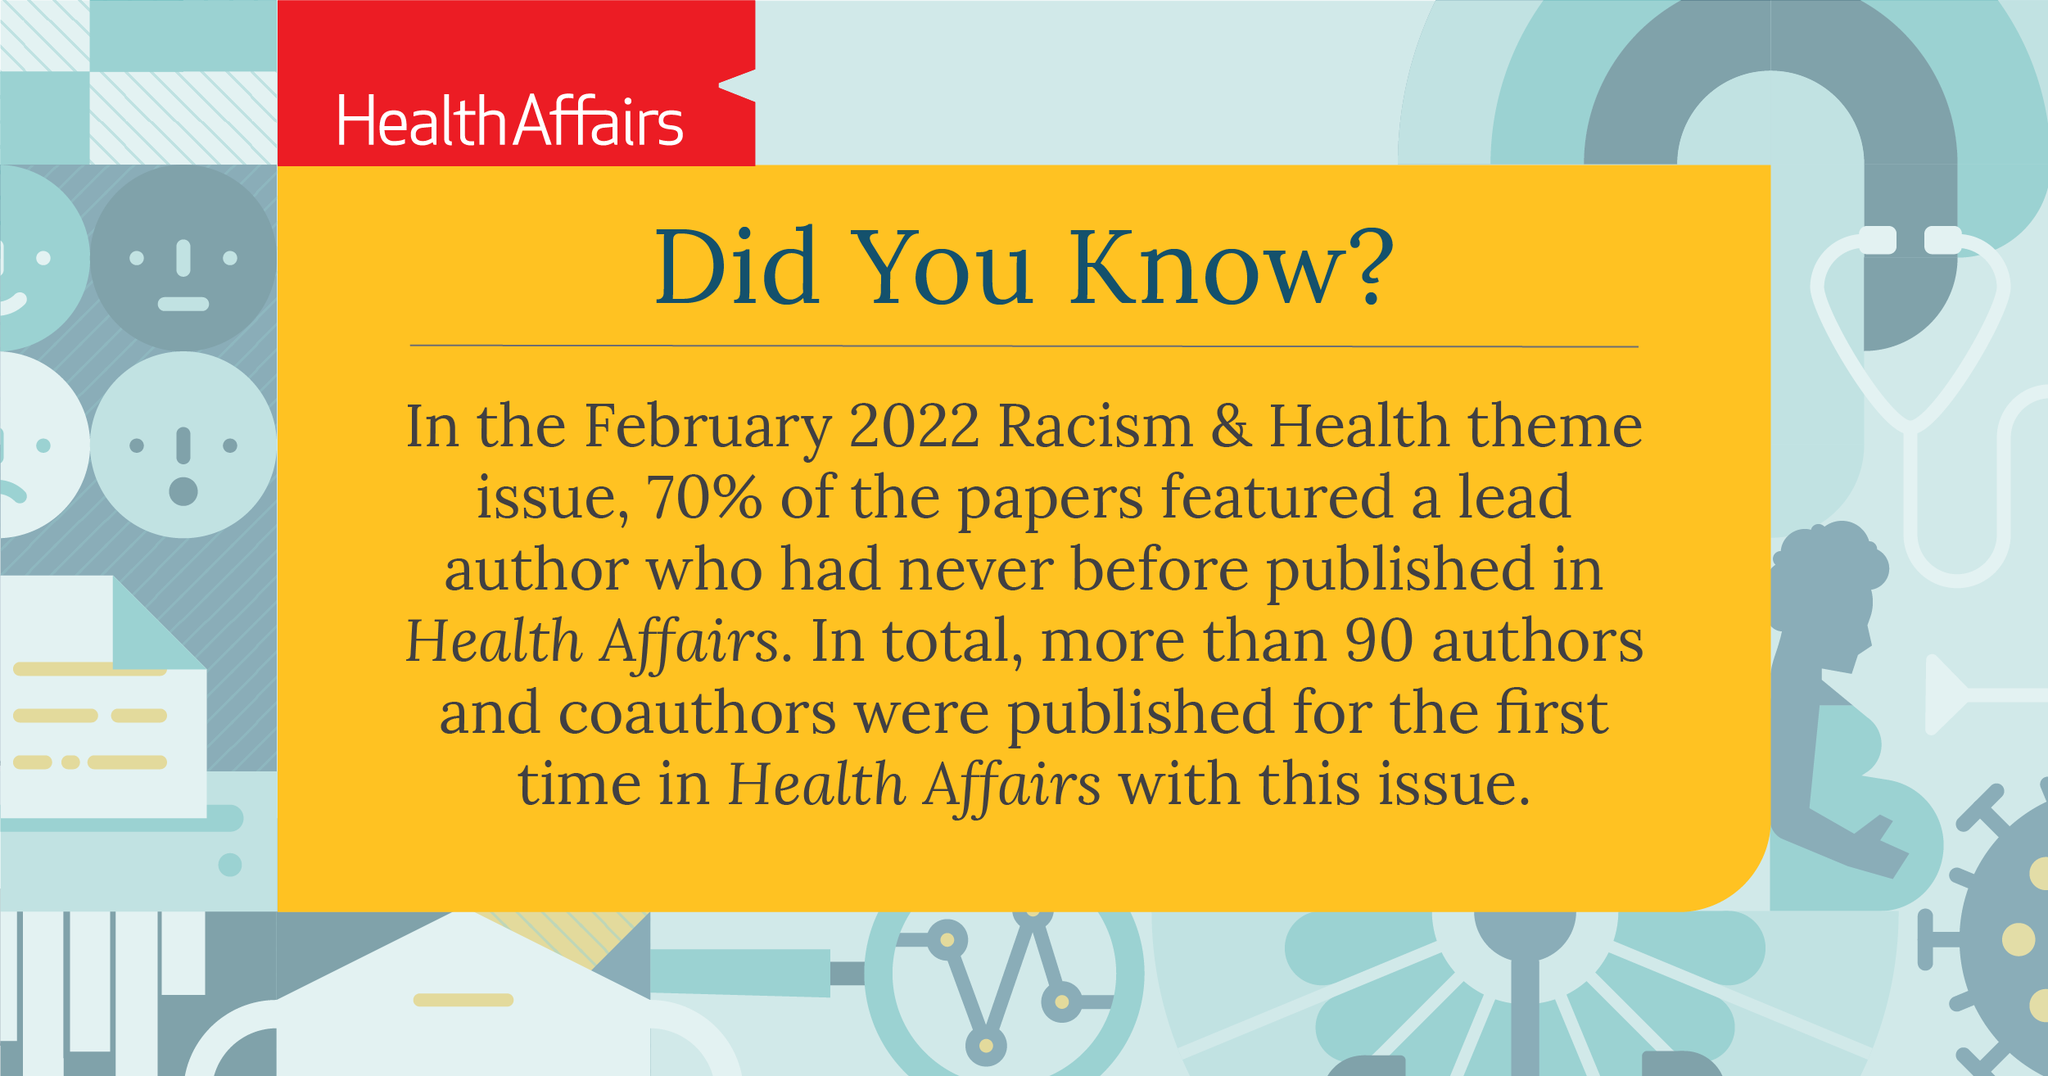 HealthAffairs
Did You Know?
In the February 2022 Racism & Health theme
issue, 70% of the papers featured a lead
author who had never before published in
Health Affairs. In total, more than 90 authors
and coauthors were published for the first
time in Health Affairs with this issue.